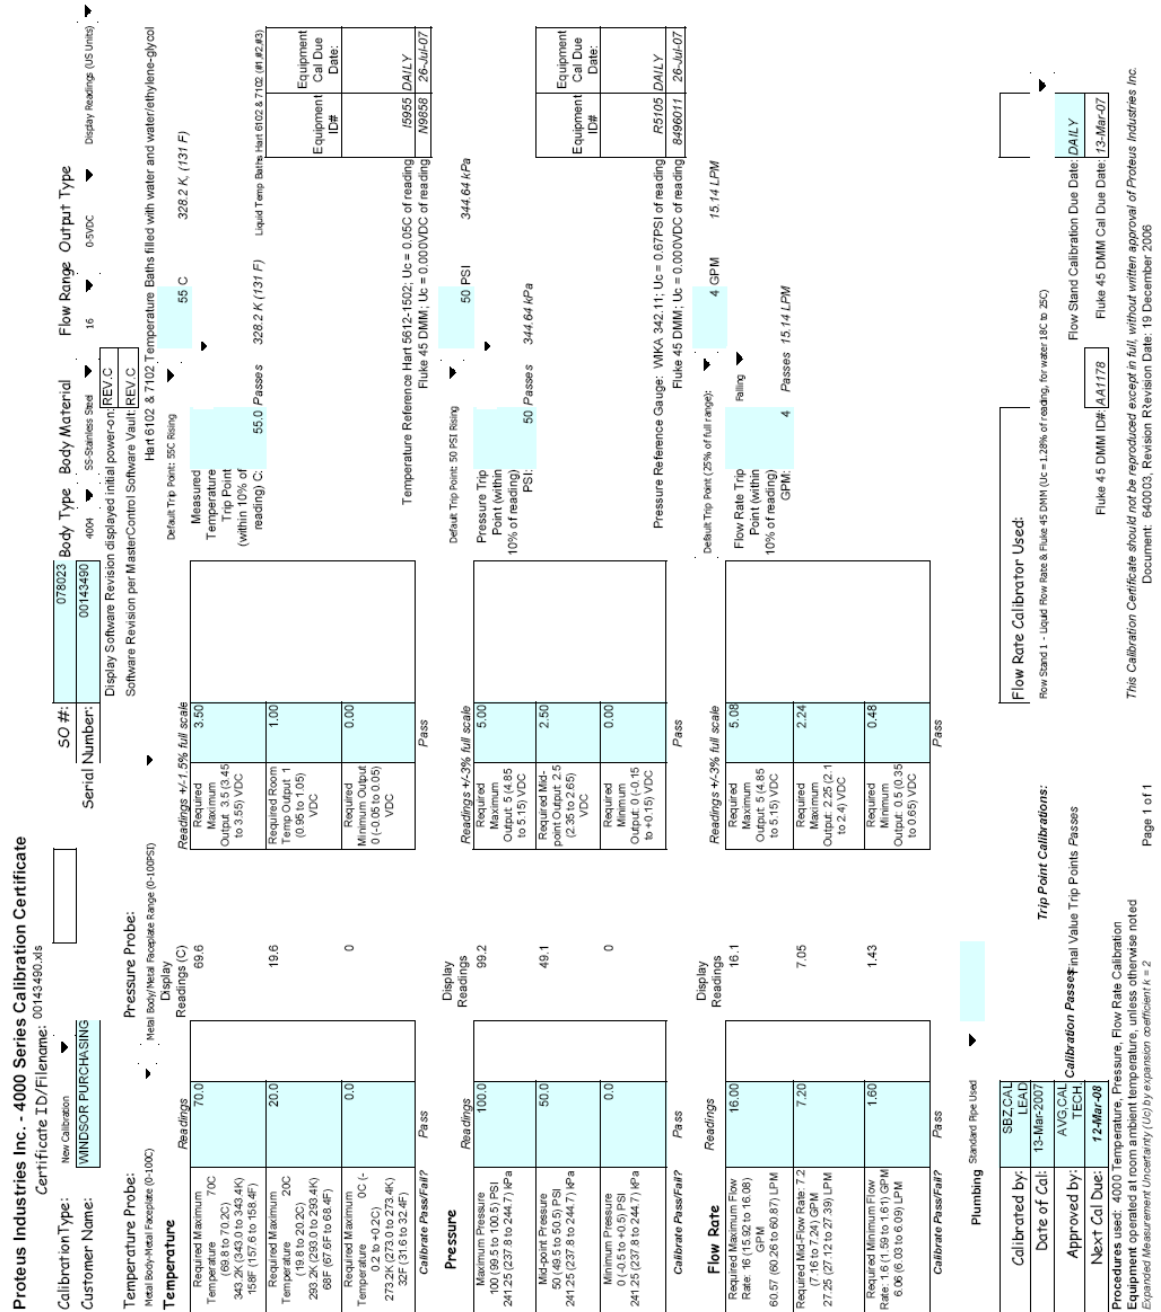 Proteus Industries Inc. - 4000 Series Calibration Certificate
Certificate ID/Filename: 00143490.xls
CalibrationType: New Calibration
SO #: 078023
Body Type Body Material Flow Range Output Type
Customer Name: WINDSOR PURCHASING
Serial Number: 00143490
4004 SS-Stainless Steel 16 0-5VDC Display Readings (US Units)
Display Software Revision displayed initial power-on: REV.C
Software Revision per MasterControl Software Vault: REV.C
Temperature Probe: Pressure Probe:
Metal Body-Metal Faceplate (0-100C) Metal Body/Metal Faceplate Range (0-100PSI)
Hart 6102 & 7102 Temperature Baths filled with water and water/ethylene-glycol
Temperature
Readings
Display Readings (C)
Readings +/-1.5% full scale
Default Trip Point: 55C Rising
55 C 328.2 K, (131 F)
Required Maximum Temperature 70C
(69.8 to 70.2C)
343.2K (343.0 to 343.4K)
158F (157.6 to 158.4F)
70.0
69.6
Required Maximum Output: 3.5 (3.45 to 3.55) VDC
3.50
Measured Temperature Trip Point (within 10% of reading) C:
55.0 Passes 328.2 K (131 F)
Liquid Temp Baths Hart 6102 & 7102 (#1,#2,#3)
Required Maximum Temperature 20C
(19.8 to 20.2C)
293.2K (293.0 to 293.4K)
68F (67.6F to 68.4F)
20.0
19.6
Required Room Temp Output: 1 (0.95 to 1.05) VDC
1.00
Equipment ID# Equipment Cal Due Date:
Required Minimum Temperature 0C (-0.2 to +0.2C)
273.2K (273.0 to 273.4K)
32F (31.6 to 32.4F)
0.0
0
Required Minimum Output 0 (-0.05 to 0.05) VDC
0.00
Temperature Reference Hart 5612-1502; Uc = 0.05C of reading I5955 DAILY
Fluke 45 DMM; Uc = 0.000VDC of reading N9858 26-Jul-07
Calibrate Pass/Fail? Pass Pass
Pressure
Readings
Display Readings
Readings +/-3% full scale
Default Trip Point: 50 PSI Rising
50 PSI 344.64 kPa
Maximum Pressure
100 (99.5 to 100.5) PSI
241.25 (237.8 to 244.7) kPa
100.0
99.2
Required Maximum Output: 5 (4.85 to 5.15) VDC
5.00
Pressure Trip Point (within 10% of reading) PSI:
50 Passes 344.64 kPa
Mid-point Pressure
50 (49.5 to 50.5) PSI
241.25 (237.8 to 244.7) kPa
50.0
49.1
Required Mid-point Output: 2.5 (2.35 to 2.65) VDC
2.50
Equipment ID# Equipment Cal Due Date:
Minimum Pressure
0 (-0.5 to +0.5) PSI
241.25 (237.8 to 244.7) kPa
0.0
0
Required Minimum Output: 0 (-0.15 to +0.15) VDC
0.00
Pressure Reference Gauge: WIKA 342.11; Uc = 0.67PSI of reading R5105 DAILY
Fluke 45 DMM; Uc = 0.000VDC of reading 8496011 26-Jul-07
Calibrate Pass/Fail? Pass Pass
Flow Rate
Readings
Display Readings
Readings +/-3% full scale
Default Trip Point (25% of full range):
4 GPM 15.14 LPM
Required Maximum Flow Rate: 16 (15.92 to 16.08) GPM
60.57 (60.26 to 60.87) LPM
16.00
16.1
Required Maximum Output: 5 (4.85 to 5.15) VDC
5.08
Flow Rate Trip Point (within 10% of reading) GPM:
Falling
4 Passes 15.14 LPM
Required Mid-Flow Rate: 7.2 (7.16 to 7.24) GPM
27.25 (27.12 to 27.39) LPM
7.20
7.05
Required Maximum Output: 2.25 (2.1 to 2.4) VDC
2.24
Required Minimum Flow Rate: 1.6 (1.59 to 1.61) GPM
6.06 (6.03 to 6.09) LPM
1.60
1.43
Required Minimum Output: 0.5 (0.35 to 0.65) VDC
0.48
Calibrate Pass/Fail? Pass Pass
Plumbing Standard Pipe Used
Calibrated by: SBZ,CAL LEAD
Flow Rate Calibrator Used:
Date of Cal: 13-Mar-2007
Trip Point Calibrations:
Flow Stand 1 - Liquid Flow Rate & Fluke 45 DMM (Uc = 1.28% of reading, for water 18C to 25C)
Approved by: AVG,CAL TECH.
Calibration Passes Final Value Trip Points Passes
Flow Stand Calibration Due Date: DAILY
Next Cal Due: 12-Mar-08
Fluke 45 DMM ID#: AA1178
Fluke 45 DMM Cal Due Date: 13-Mar-07
Procedures used: 4000 Temperature, Pressure, Flow Rate Calibration
Equipment operated at room ambient temperature, unless otherwise noted
This Calibration Certificate should not be reproduced except in full, without written approval of Proteus Industries Inc.
Expanded Measurement Uncertainty (Uc) by expansion coefficient k = 2
Page 1 of 1
Document: 640003, Revision RRevision Date: 19 December 2006